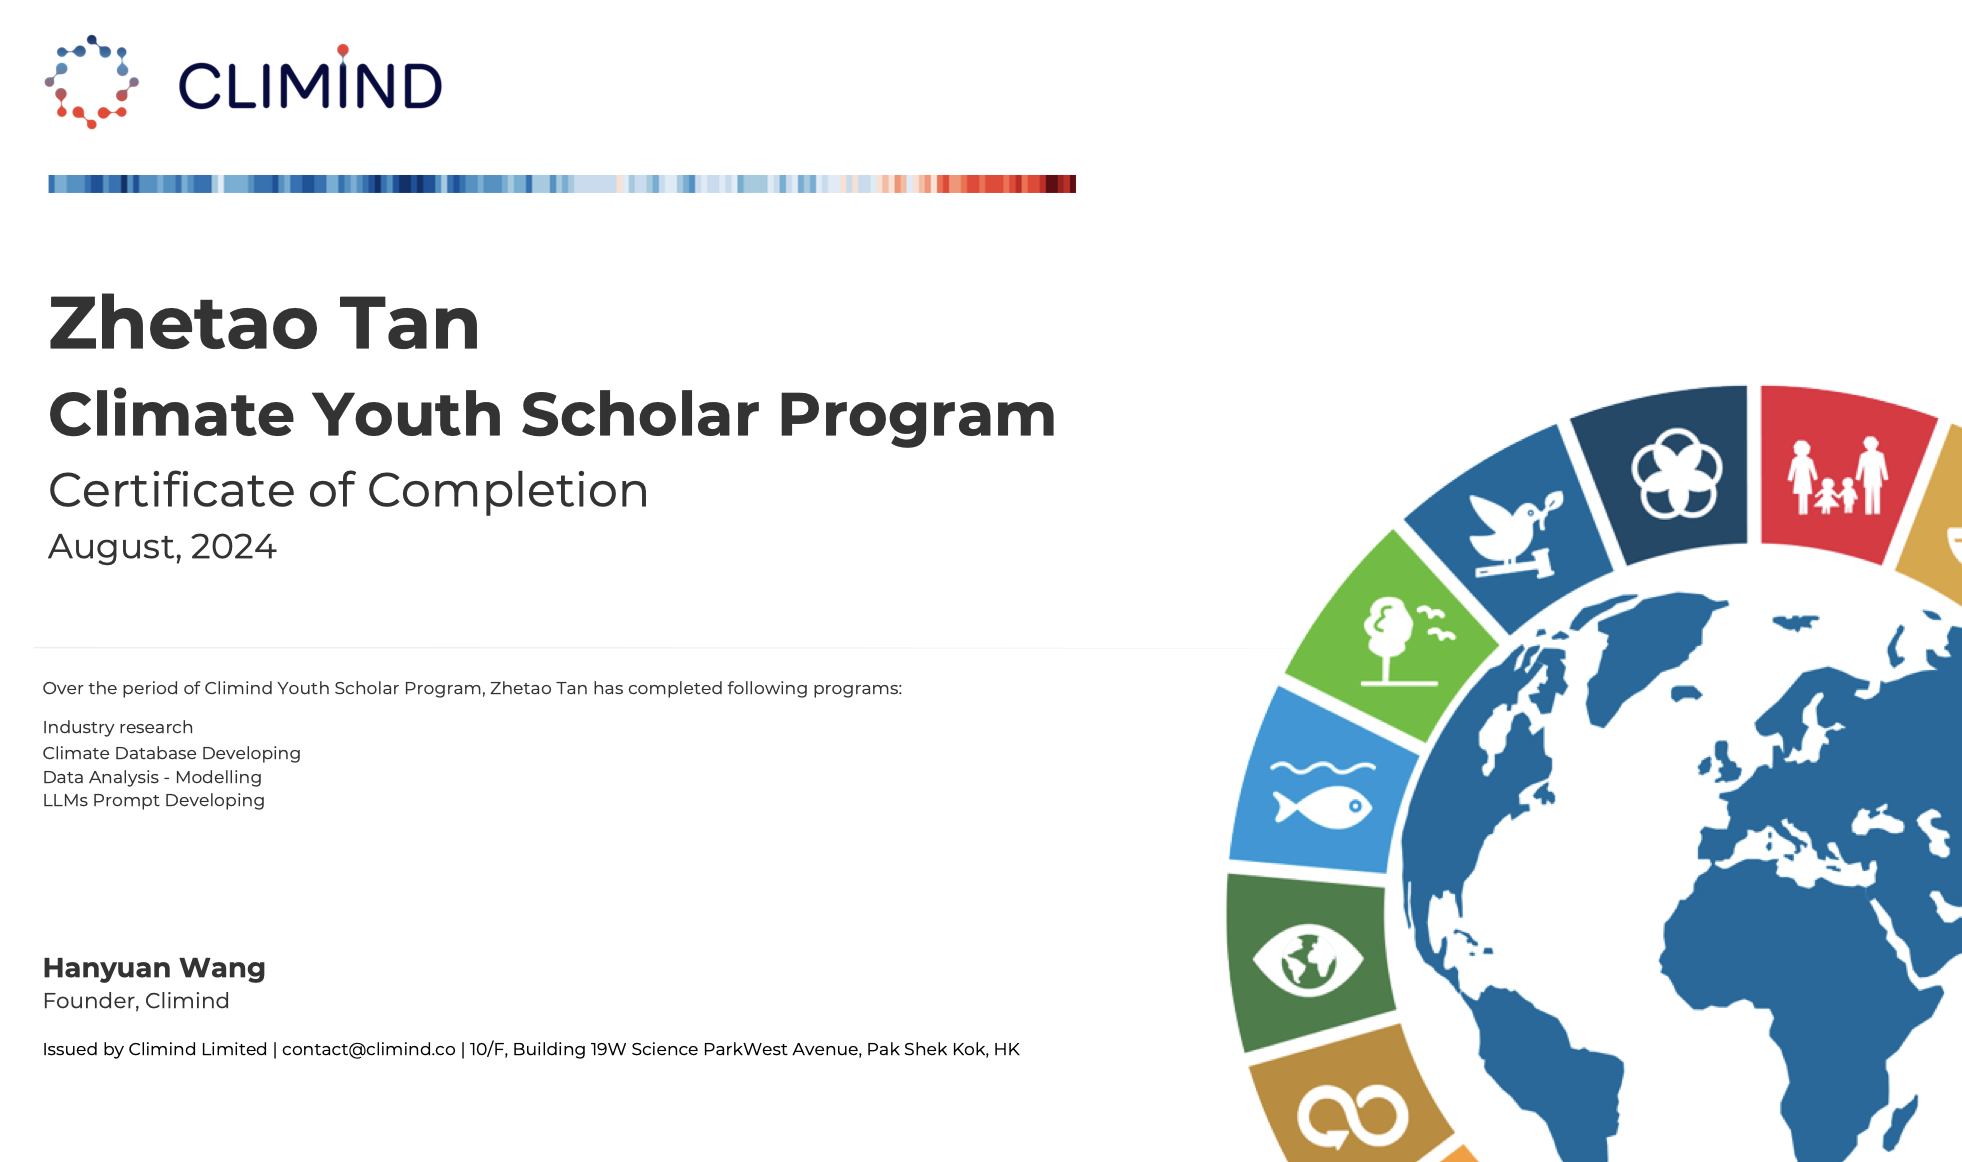 CLIMIND
Zhetao Tan
Climate Youth Scholar Program
Certificate of Completion
August, 2024
Over the period of Climind Youth Scholar Program, Zhetao Tan has completed following programs:
Industry research
Climate Database Developing
Data Analysis - Modelling
LLMs Prompt Developing
Hanyuan Wang
Founder, Climind
Issued by Climind Limited | contact@climind.co | 10/F, Building 19W Science ParkWest Avenue, Pak Shek Kok, HK